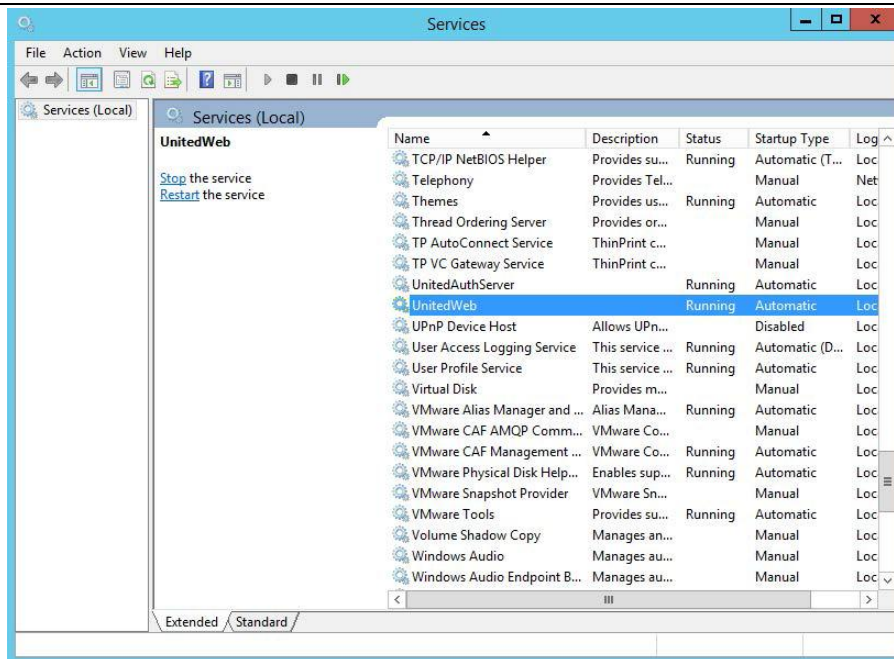 Services
File Action View Help
Services (Local)
Services (Local)
UnitedWeb
Stop the service
Restart the service
Name Description Status Startup Type Log
TCP/IP NetBIOS Helper Provides su... Running Automatic (T... Loc
Telephony Provides Tel... Manual Net
Themes Provides us... Running Automatic Loc
Thread Ordering Server Provides or... Manual Loc
TP AutoConnect Service ThinPrint c... Manual Loc
TP VC Gateway Service ThinPrint c... Manual Loc
UnitedAuthServer Running Automatic Loc
UnitedWeb Running Automatic Loc
UPnP Device Host Allows UPn... Disabled Loc
User Access Logging Service This service ... Running Automatic (D... Loc
User Profile Service This service ... Running Automatic Loc
Virtual Disk Provides m... Manual Loc
VMware Alias Manager and ... Alias Mana... Running Automatic Loc
VMware CAF AMQP Comm... VMware Co... Manual Loc
VMware CAF Management ... VMware Co... Running Automatic Loc
VMware Physical Disk Help... Enables sup... Running Automatic Loc
VMware Snapshot Provider VMware Sn... Manual Loc
VMware Tools Provides su... Running Automatic Loc
Volume Shadow Copy Manages an... Manual Loc
Windows Audio Manages au... Manual Loc
Windows Audio Endpoint B... Manages au... Manual Loc
Extended Standard